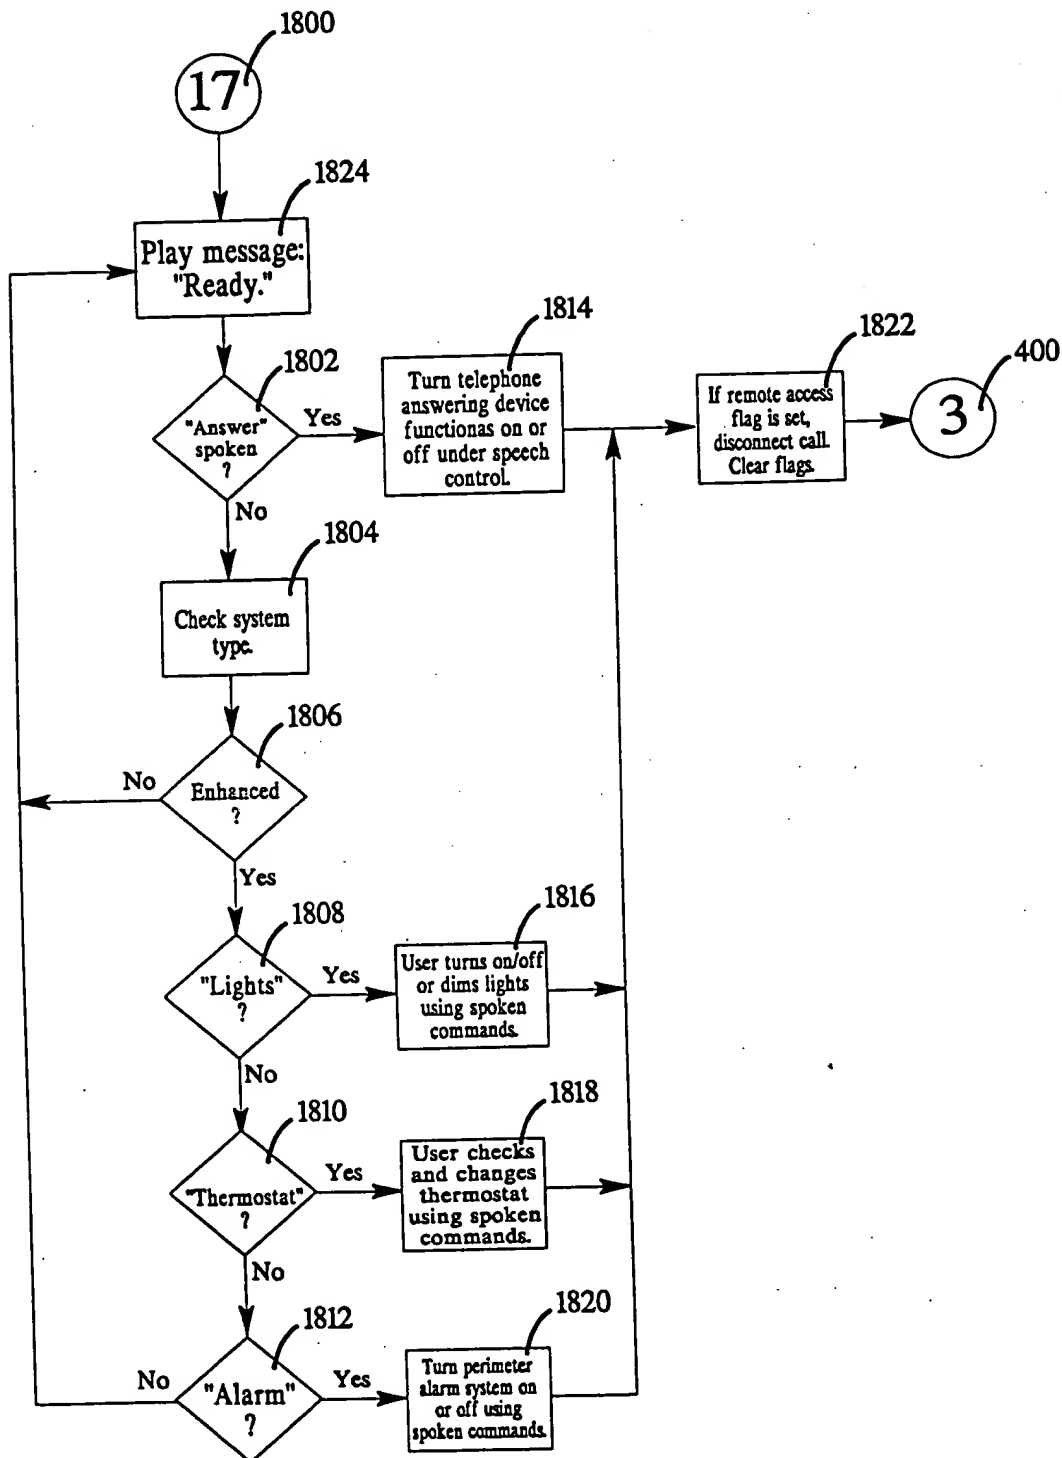 1800
17
1824
Play message:
"Ready."
1802
"Answer"
spoken
?
Yes
No
1814
Turn telephone
answering device
functionas on or
off under speech
control.
1822
If remote access
flag is set,
disconnect call.
Clear flags.
400
3
1804
Check system
type.
1806
Enhanced
?
No
Yes
1808
"Lights"
?
Yes
No
1816
User turns on/off
or dims lights
using spoken
commands.
1810
"Thermostat"
?
Yes
No
1818
User checks
and changes
thermostat
using spoken
commands.
1812
"Alarm"
?
No
Yes
1820
Turn perimeter
alarm system on
or off using
spoken commands.